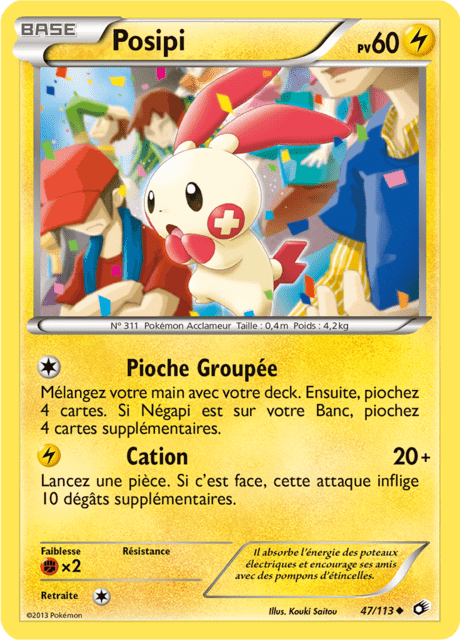 BASE
Posipi
PV60
N° 311 Pokémon Acclameur Taille : 0,4m Poids : 4,2kg
Pioche Groupée
Mélangez votre main avec votre deck. Ensuite, piochez
4 cartes. Si Négapi est sur votre Banc, piochez
4 cartes supplémentaires.
Cation 20+
Lancez une pièce. Si c'est face, cette attaque inflige
10 dégâts supplémentaires.
Faiblesse
Résistance
×2
Il absorbe l'énergie des poteaux
électriques et encourage ses amis
avec des pompons d'étincelles.
Retraite
©2013 Pokémon
Illus. Kouki Saitou
47/113